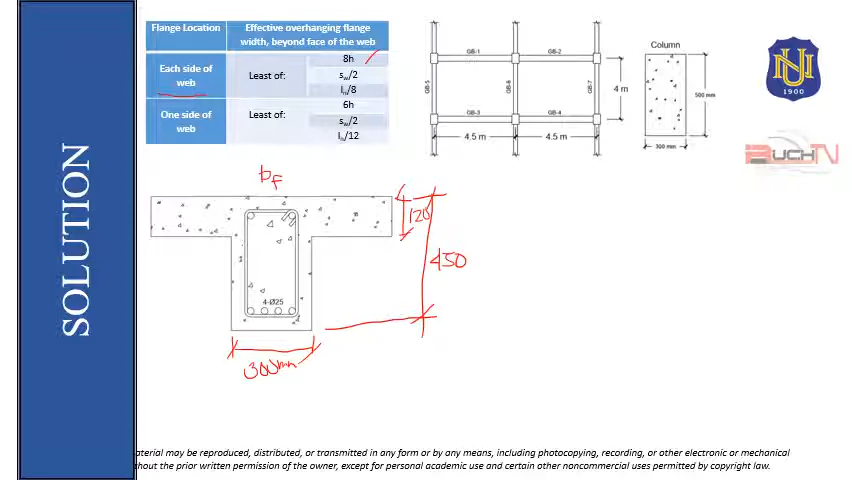 SOLUTION
Flange Location
Effective overhanging flange
width, beyond face of the web
Each side of
web
Least of:
8h
sw/2
ln/8
One side of
web
Least of:
6h
sw/2
ln/12
GB-1
GB-2
GB-5
GB-6
GB-7
GB-3
GB-4
4.5 m
4.5 m
4 m
Column
500 mm
300 mm
1900
bF
120
450
4-Ø25
300mm
aterial may be reproduced, distributed, or transmitted in any form or by any means, including photocopying, recording, or other electronic or mechanical
thout the prior written permission of the owner, except for personal academic use and certain other noncommercial uses permitted by copyright law.